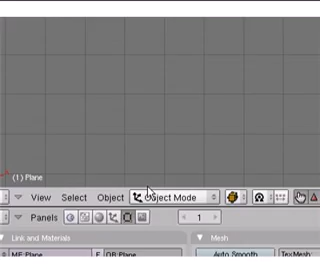 (1) Plane
View Select Object Object Mode
Panels 1
Link and Materials Mesh
ME:Plane F OB:Plane Auto Smooth TexMesh: